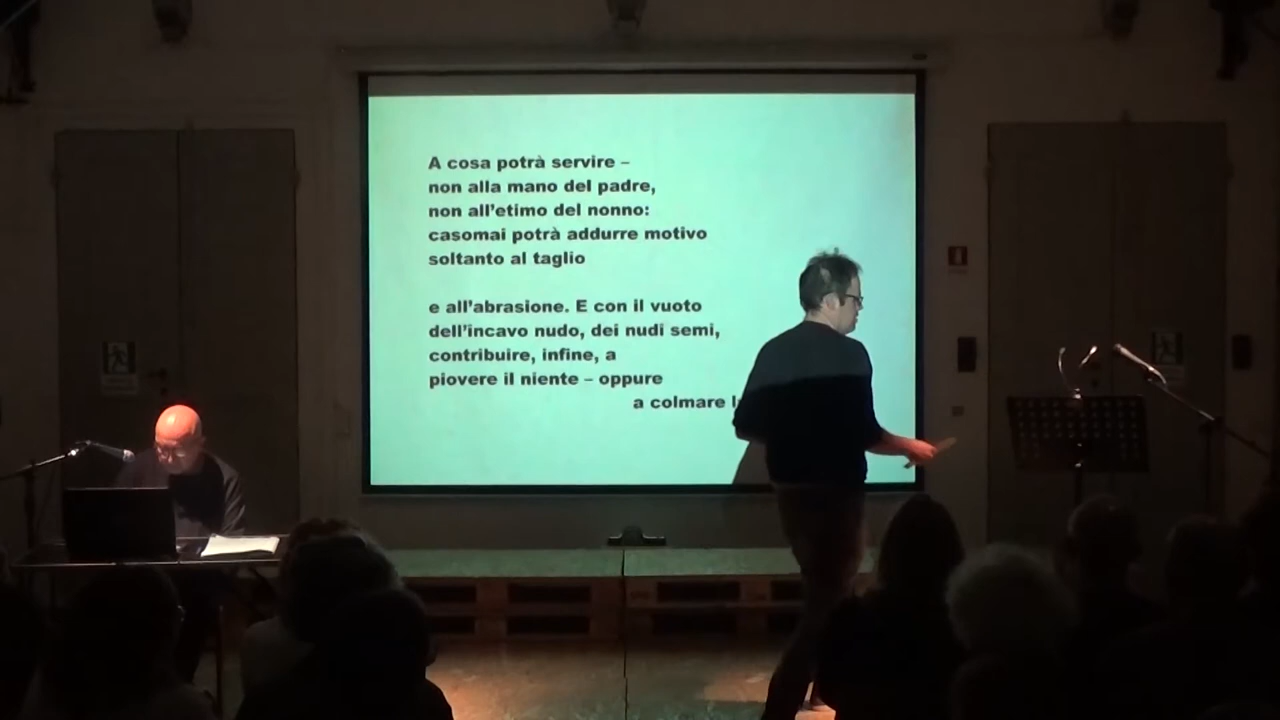 A cosa potrà servire –
non alla mano del padre,
non all'etimo del nonno:
casomai potrà addurre motivo
soltanto al taglio
e all'abrasione. E con il vuoto
dell'incavo nudo, dei nudi semi,
contribuire, infine, a
piovere il niente – oppure
a colmare